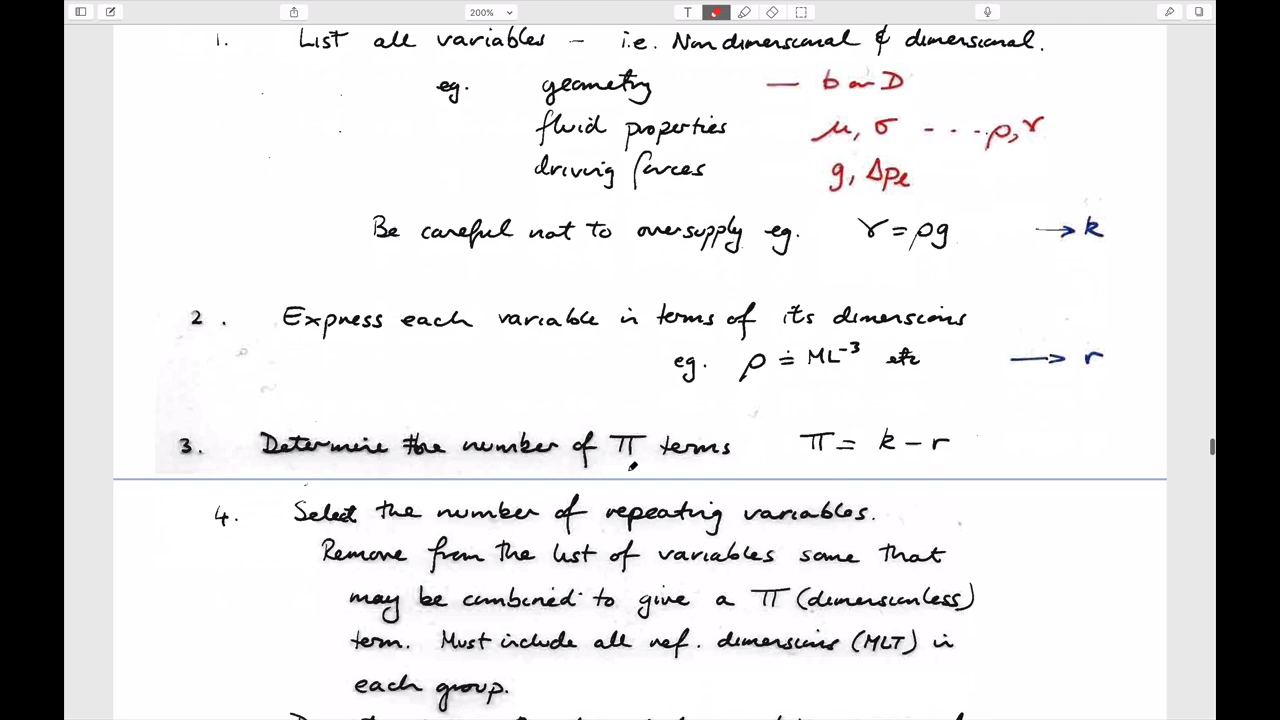 200%
T
1. List all variables – i.e. Nondimensional & dimensional.
eg. geometry — b or D
fluid properties μ, σ - - - - ρ, γ
driving forces g, Δpe
Be careful not to oversupply eg. γ = ρg → k
2. Express each variable in terms of its dimensions
eg. ρ ≐ ML⁻³ etc → r
3. Determine the number of Π terms Π = k – r
4. Select the number of repeating variables.
Remove from the list of variables some that
may be combined to give a Π (dimensionless)
term. Must include all ref. dimensions (MLT) in
each group.